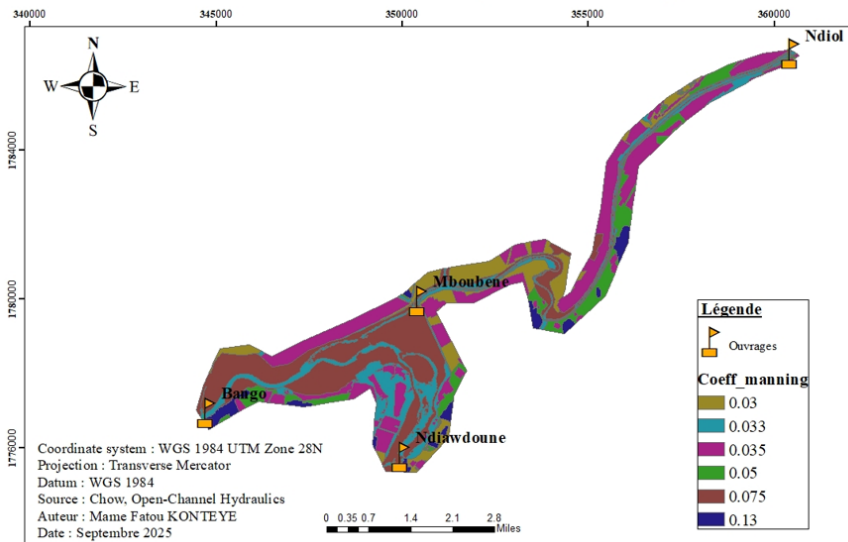 340000 345000 350000 355000 360000
Ndiol
N
W E
S
1784000
1780000
1776000
Mboubene
Bango
Ndiawdoune
Légende
Ouvrages
Coeff_manning
0.03
0.033
0.035
0.05
0.075
0.13
Coordinate system : WGS 1984 UTM Zone 28N
Projection : Transverse Mercator
Datum : WGS 1984
Source : Chow, Open-Channel Hydraulics
Auteur : Mame Fatou KONTEYE
Date : Septembre 2025
0 0.35 0.7 1.4 2.1 2.8
Miles